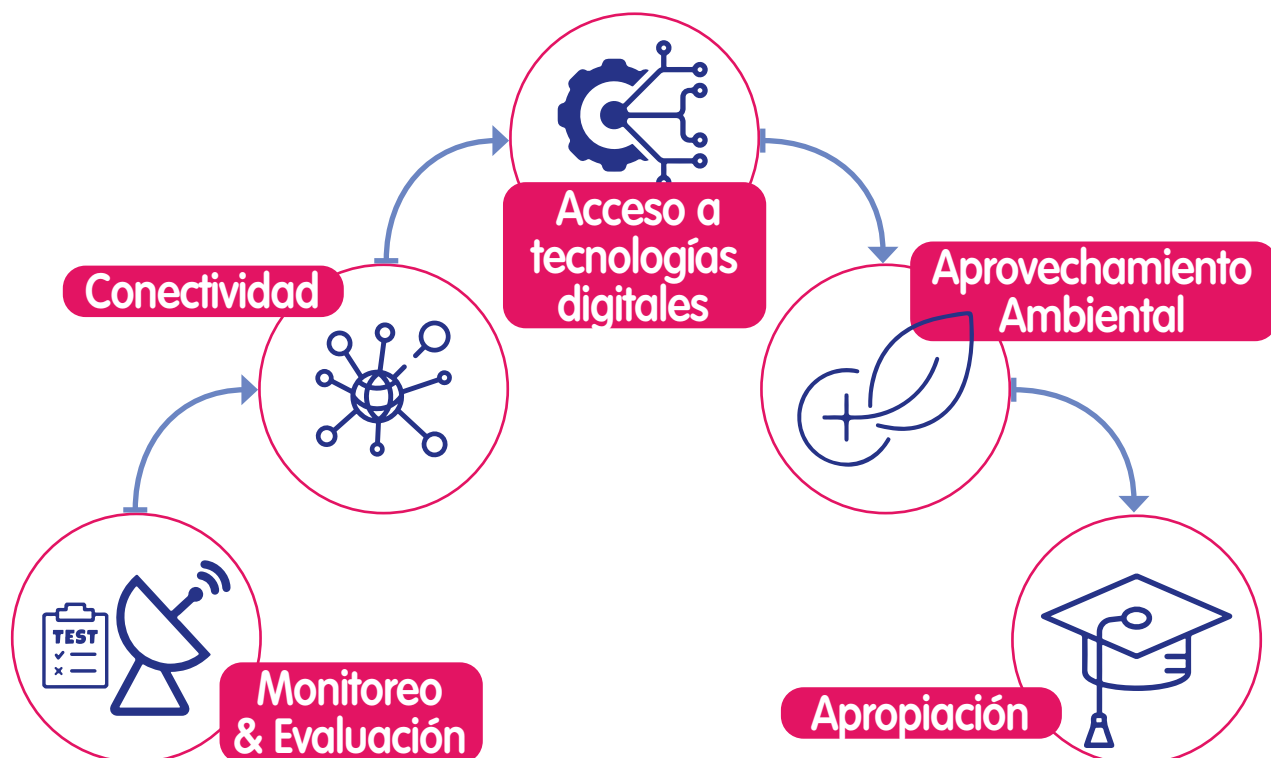 Acceso a
tecnologías
digitales
Conectividad
Aprovechamiento
Ambiental
TEST
Monitoreo
& Evaluación
Apropiación